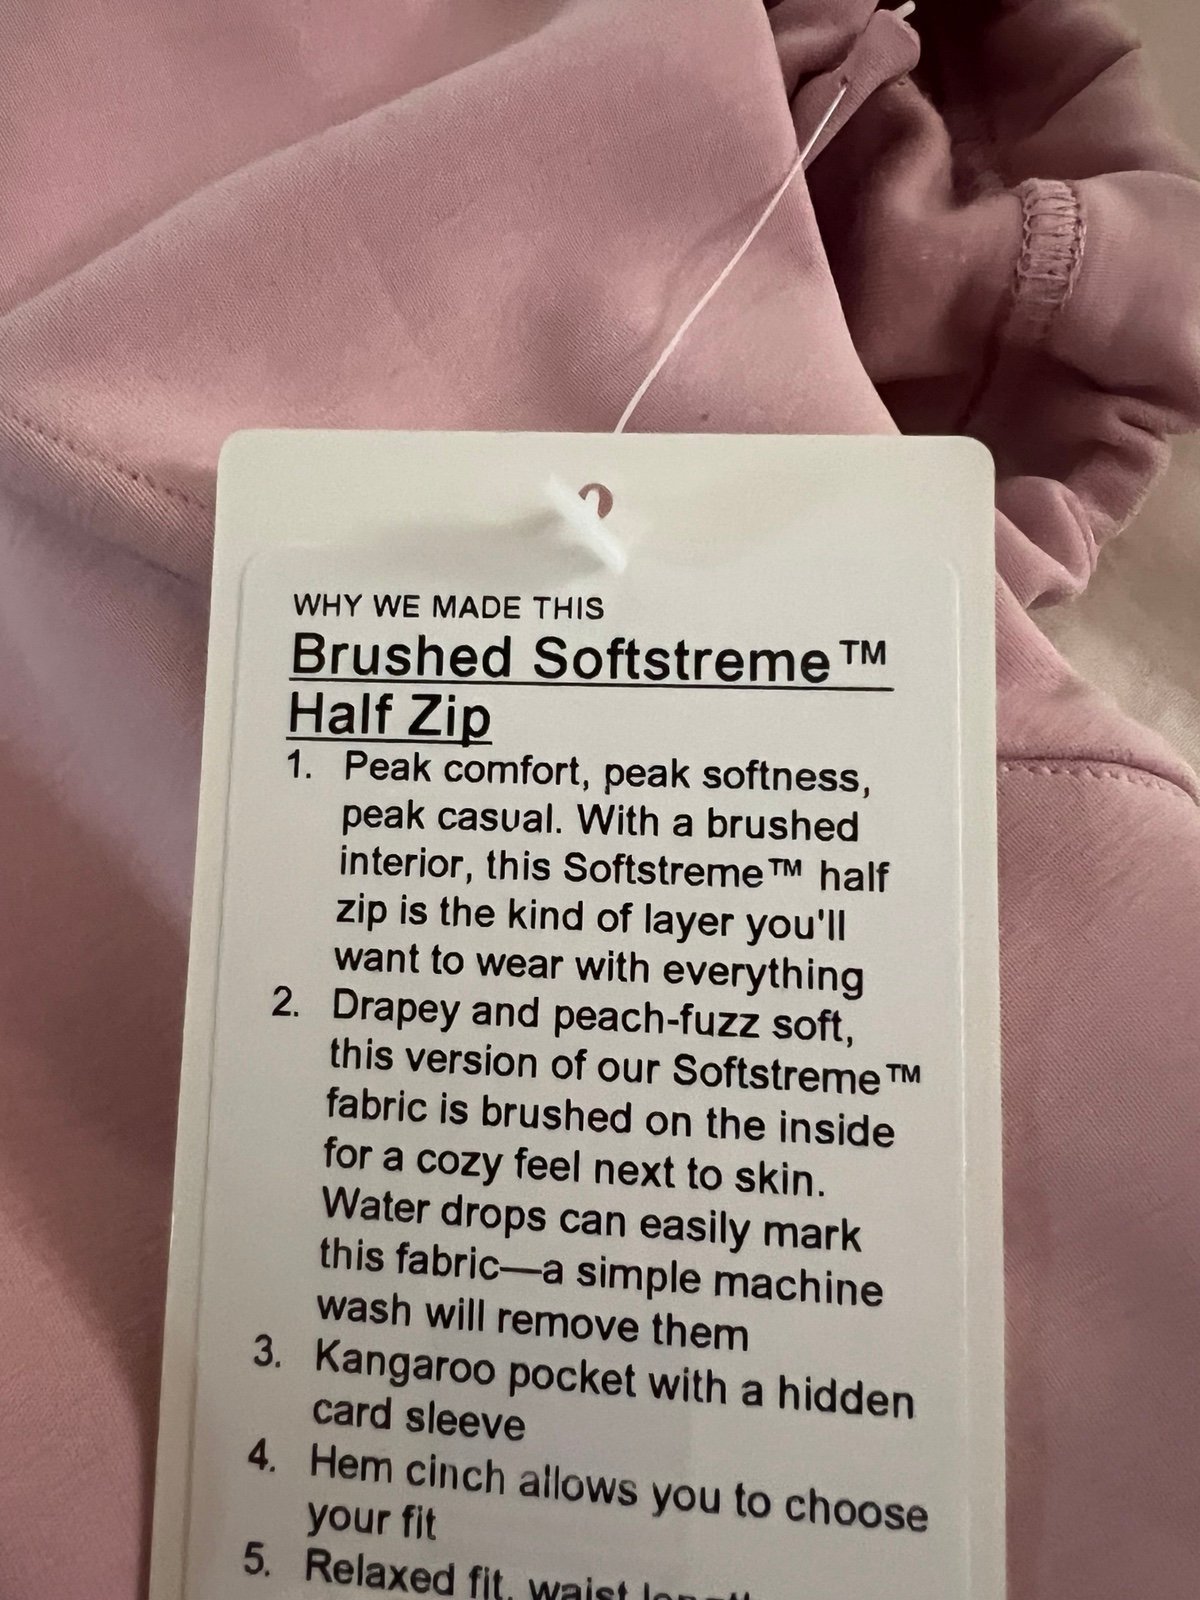 WHY WE MADE THIS
Brushed Softstreme™
Half Zip
1. Peak comfort, peak softness,
peak casual. With a brushed
interior, this Softstreme™ half
zip is the kind of layer you'll
want to wear with everything
2. Drapey and peach-fuzz soft,
this version of our Softstreme™
fabric is brushed on the inside
for a cozy feel next to skin.
Water drops can easily mark
this fabric—a simple machine
wash will remove them
3. Kangaroo pocket with a hidden
card sleeve
4. Hem cinch allows you to choose
your fit
5. Relaxed fit, waist length